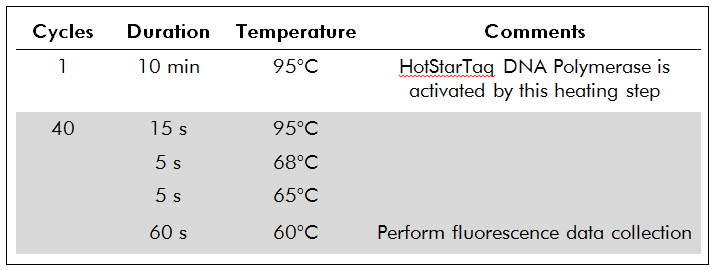 Cycles Duration Temperature Comments
1 10 min 95°C HotStarTaq DNA Polymerase is
activated by this heating step
40 15 s 95°C
5 s 68°C
5 s 65°C
60 s 60°C Perform fluorescence data collection